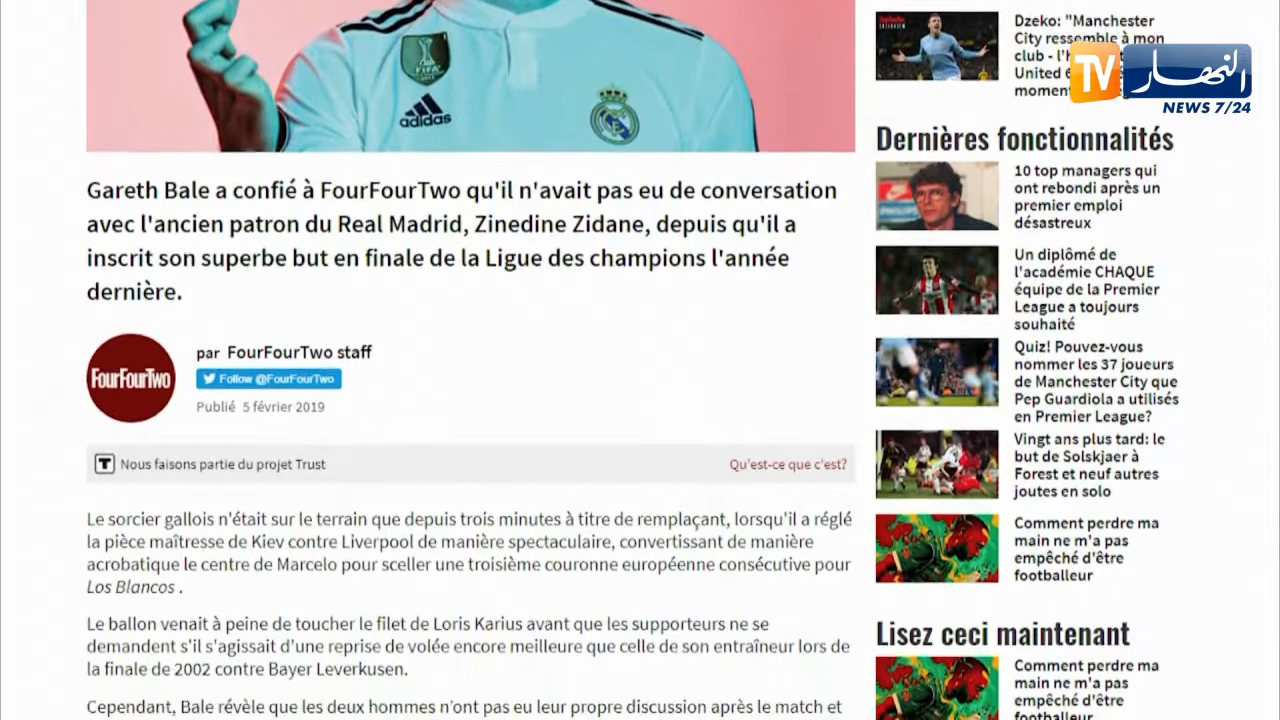 FIFA
adidas
Gareth Bale a confié à FourFourTwo qu'il n'avait pas eu de conversation
avec l'ancien patron du Real Madrid, Zinedine Zidane, depuis qu'il a
inscrit son superbe but en finale de la Ligue des champions l'année
dernière.
FourFourTwo
par FourFourTwo staff
Follow @FourFourTwo
Publié 5 février 2019
T Nous faisons partie du projet Trust
Qu'est-ce que c'est?
Le sorcier gallois n'était sur le terrain que depuis trois minutes à titre de remplaçant, lorsqu'il a réglé
la pièce maîtresse de Kiev contre Liverpool de manière spectaculaire, convertissant de manière
acrobatique le centre de Marcelo pour sceller une troisième couronne européenne consécutive pour
Los Blancos .
Le ballon venait à peine de toucher le filet de Loris Karius avant que les supporteurs ne se
demandent s'il s'agissait d'une reprise de volée encore meilleure que celle de son entraîneur lors de
la finale de 2002 contre Bayer Leverkusen.
Cependant, Bale révèle que les deux hommes n'ont pas eu leur propre discussion après le match et
Dzeko: "Manchester
City ressemble à mon
club - l'
United
momen
TV النهار
NEWS 7/24
Dernières fonctionnalités
10 top managers qui
ont rebondi après un
premier emploi
désastreux
Un diplômé de
l'académie CHAQUE
équipe de la Premier
League a toujours
souhaité
Quiz! Pouvez-vous
nommer les 37 joueurs
de Manchester City que
Pep Guardiola a utilisés
en Premier League?
Vingt ans plus tard: le
but de Solskjaer à
Forest et neuf autres
joutes en solo
Comment perdre ma
main ne m'a pas
empêché d'être
footballeur
Lisez ceci maintenant
Comment perdre ma
main ne m'a pas
empêché d'être
footballeur